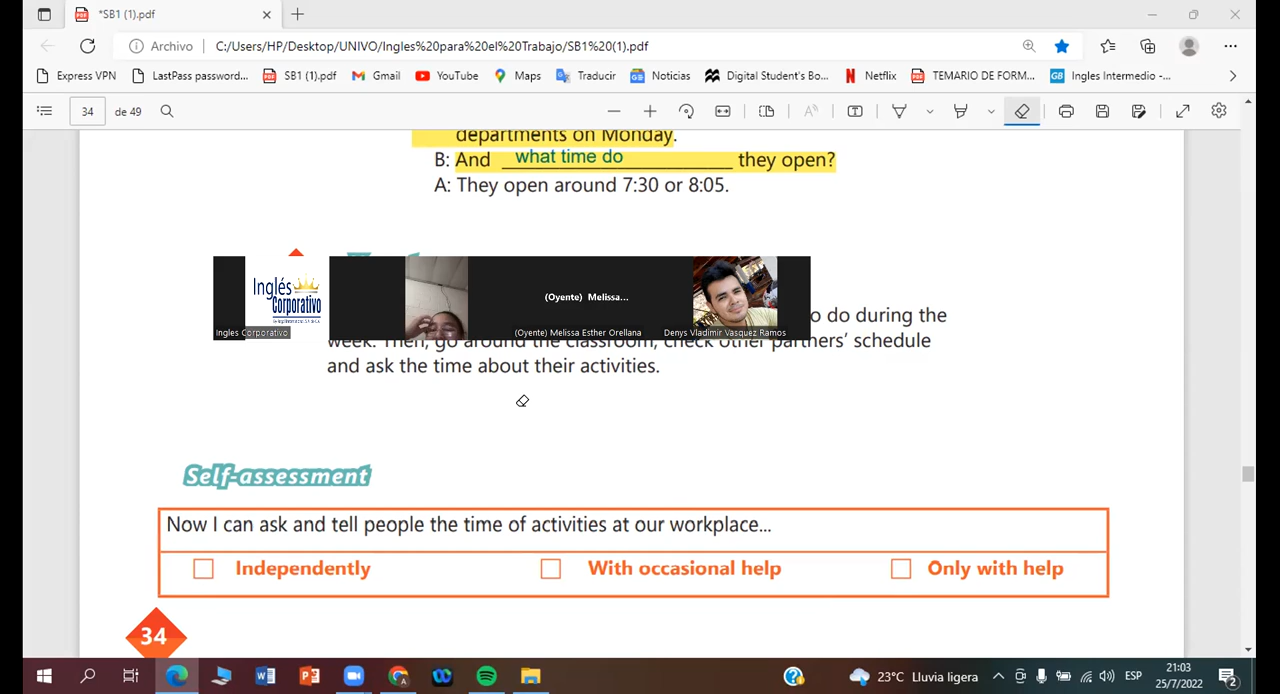 *SB1 (1).pdf
Archivo C:/Users/HP/Desktop/UNIVO/Ingles%20para%20el%20Trabajo/SB1%20(1).pdf
Express VPN LastPass password... SB1 (1).pdf Gmail YouTube Maps Traducir Noticias Digital Student's Bo... Netflix TEMARIO DE FORM... Ingles Intermedio -...
34 de 49
departments on Monday.
B: And what time do they open?
A: They open around 7:30 or 8:05.
Inglés
Corporativo
(Oyente) Melissa...
Ingles Corporativo (Oyente) Melissa Esther Orellana Denys Vladimir Vasquez Ramos
o do during the
week. Then, go around the classroom, check other partners' schedule
and ask the time about their activities.
Self-assessment
Now I can ask and tell people the time of activities at our workplace...
Independently With occasional help Only with help
34
23°C Lluvia ligera ESP 21:03
25/7/2022 2